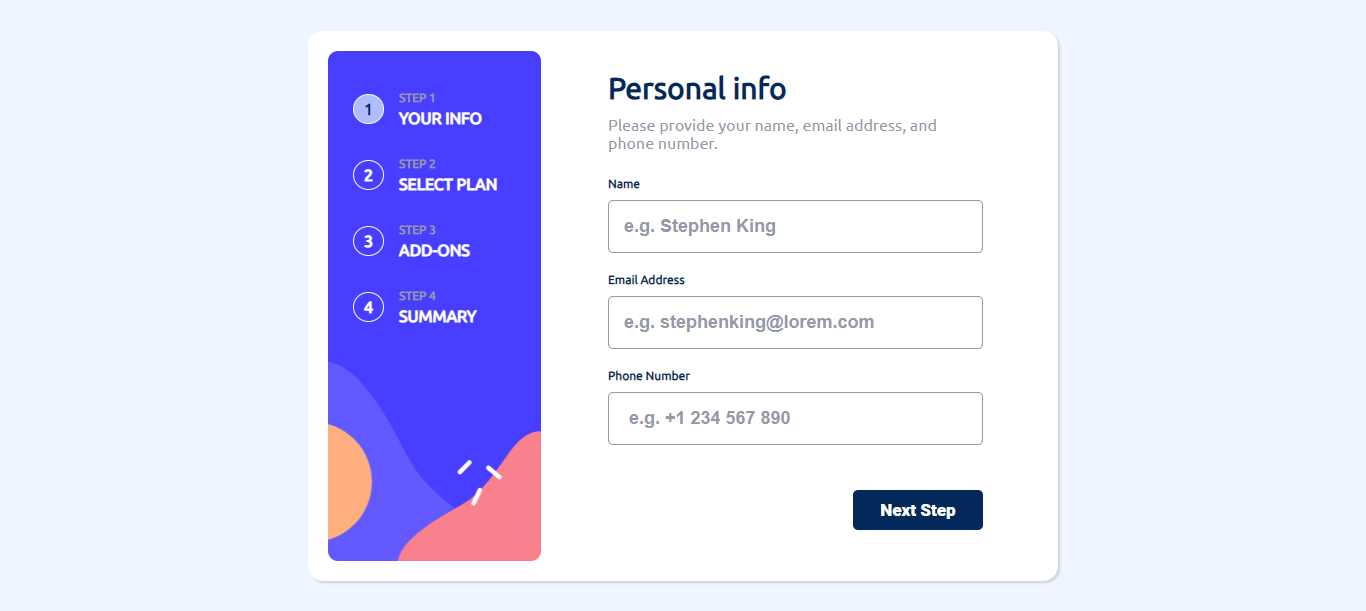 1
STEP 1
YOUR INFO
2
STEP 2
SELECT PLAN
3
STEP 3
ADD-ONS
4
STEP 4
SUMMARY
Personal info
Please provide your name, email address, and
phone number.
Name
e.g. Stephen King
Email Address
e.g. stephenking@lorem.com
Phone Number
e.g. +1 234 567 890
Next Step